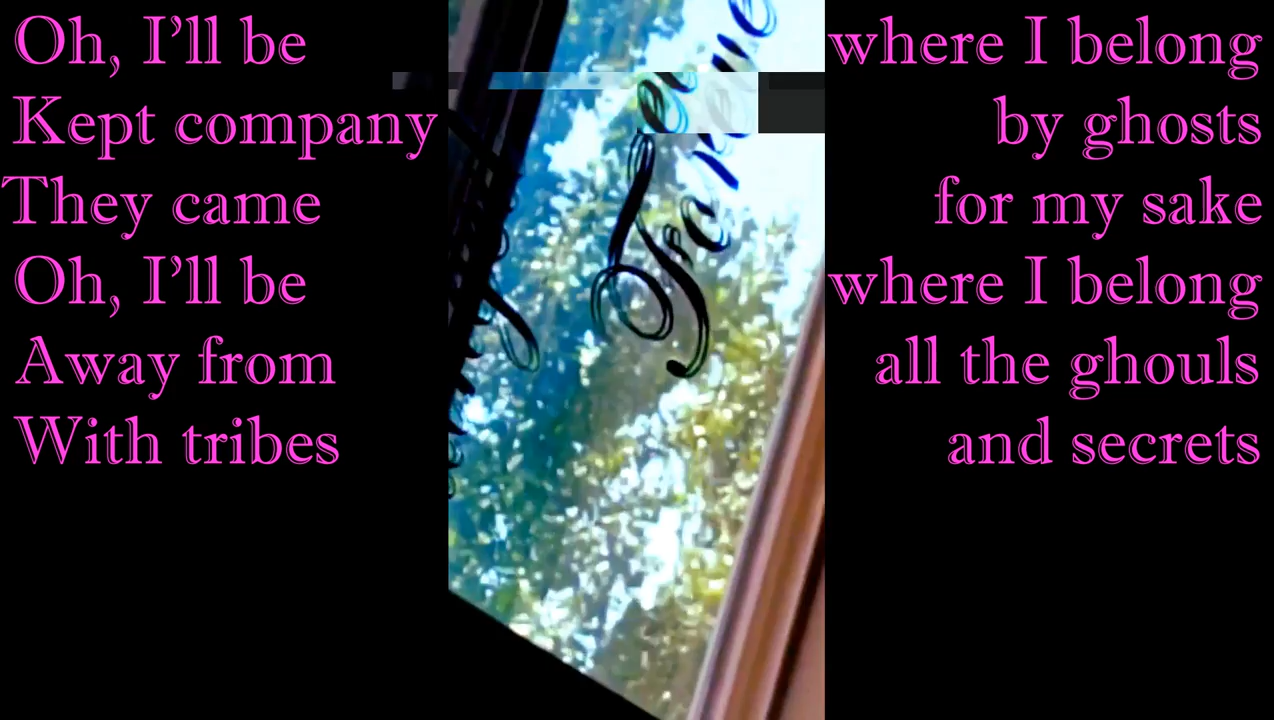 Oh, I’ll be where I belong
Kept company by ghosts
They came for my sake
Oh, I’ll be where I belong
Away from all the ghouls
With tribes and secrets